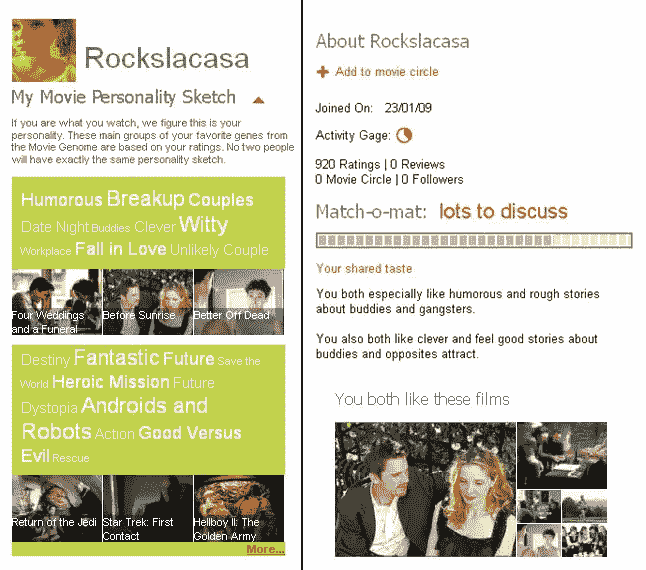 Rockslacasa
My Movie Personality Sketch
If you are what you watch, we figure this is your
personality. These main groups of your favorite genes from
the Movie Genome are based on your ratings. No two people
will have exactly the same personality sketch.
Humorous Breakup Couples
Date Night Buddies Clever Witty
Workplace Fall in Love Unlikely Couple
Four Weddings
and a Funeral
Before Sunrise
Better Off Dead
Destiny Fantastic Future Save the
World Heroic Mission Future
Dystopia Androids and
Robots Action Good Versus
Evil Rescue
Return of the Jedi
Star Trek: First
Contact
Hellboy II: The
Golden Army
More...
About Rockslacasa
Add to movie circle
Joined On: 23/01/09
Activity Gage:
920 Ratings | 0 Reviews
0 Movie Circle | 0 Followers
Match-o-mat: lots to discuss
Your shared taste
You both especially like humorous and rough stories
about buddies and gangsters.
You also both like clever and feel good stories about
buddies and opposites attract.
You both like these films